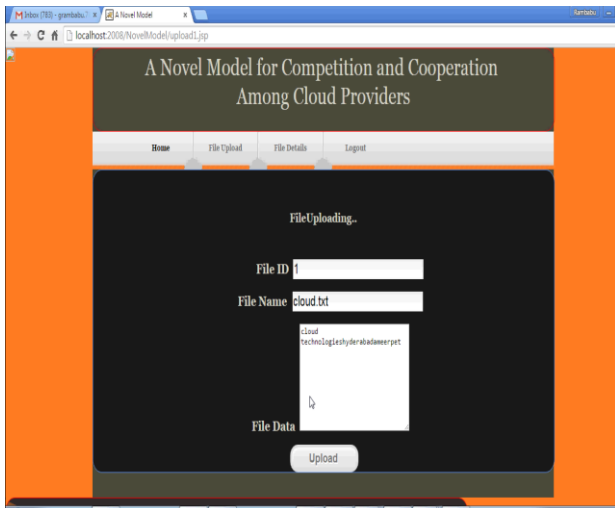 Inbox (783) - grambabu.7
A Novel Model
Rambabu
localhost:2008/NovelModel/upload1.jsp
A Novel Model for Competition and Cooperation
Among Cloud Providers
Home File Upload File Details Logout
FileUploading..
File ID 1
File Name cloud.txt
cloud
technologieshyderabadameerpet
File Data
Upload